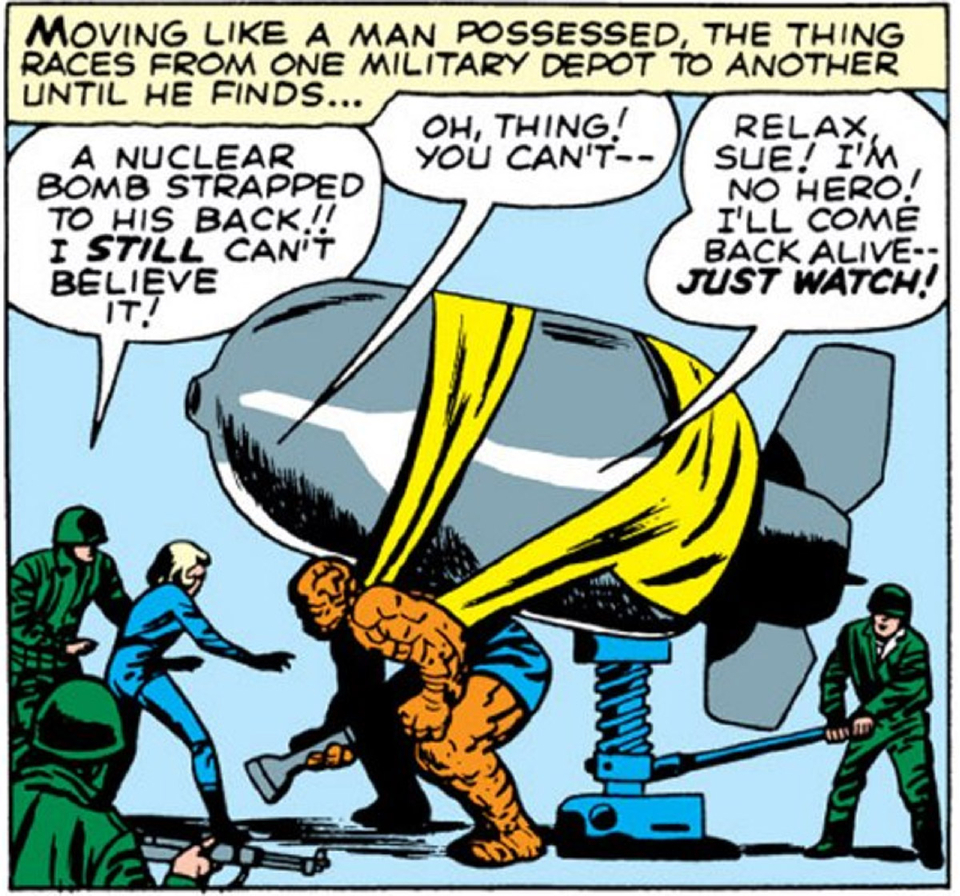 MOVING LIKE A MAN POSSESSED, THE THING
RACES FROM ONE MILITARY DEPOT TO ANOTHER
UNTIL HE FINDS...
A NUCLEAR
BOMB STRAPPED
TO HIS BACK!!
I STILL CAN'T
BELIEVE
IT!
OH, THING!
YOU CAN'T--
RELAX,
SUE! I'M
NO HERO!
I'LL COME
BACK ALIVE--
JUST WATCH!